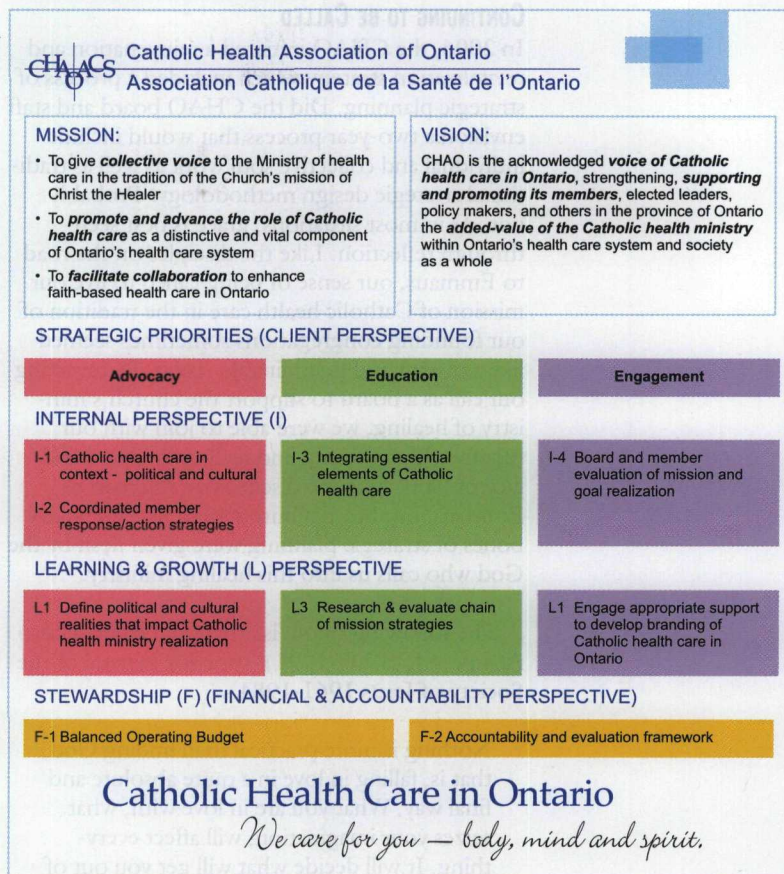 CHAO ACSO
Catholic Health Association of Ontario
Association Catholique de la Santé de l'Ontario
MISSION:
• To give collective voice to the Ministry of health
care in the tradition of the Chuch's mission of
Christ the Healer
• To promote and advance the role of Catholic
health care as a distinctive and vital component
of Ontario's health care system
• To facilitate collaboration to enhance
faith-based health care in Ontario
VISION:
CHAO is the acknowledged voice of Catholic
health care in Ontario, strengthening, supporting
and promoting its members, elected leaders,
policy makers, and others in the province of Ontario
the added-value of the Catholic health ministry
within Ontario's health care system and society
as a whole
STRATEGIC PRIORITIES (CLIENT PERSPECTIVE)
Advocacy
Education
Engagement
INTERNAL PERSPECTIVE (I)
I-1 Catholic health care in
context - political and cultural
I-2 Coordinated member
response/action strategies
I-3 Integrating essential
elements of Catholic
health care
I-4 Board and member
evaluation of mission and
goal realization
LEARNING & GROWTH (L) PERSPECTIVE
L1 Define political and cultural
realities that impact Catholic
health ministry realization
L3 Research & evaluate chain
of mission strategies
L1 Engage appropriate support
to develop branding of
Catholic health care in
Ontario
STEWARDSHIP (F) (FINANCIAL & ACCOUNTABILITY PERSPECTIVE)
F-1 Balanced Operating Budget
F-2 Accountability and evaluation framework
Catholic Health Care in Ontario
We care for you — body, mind and spirit.